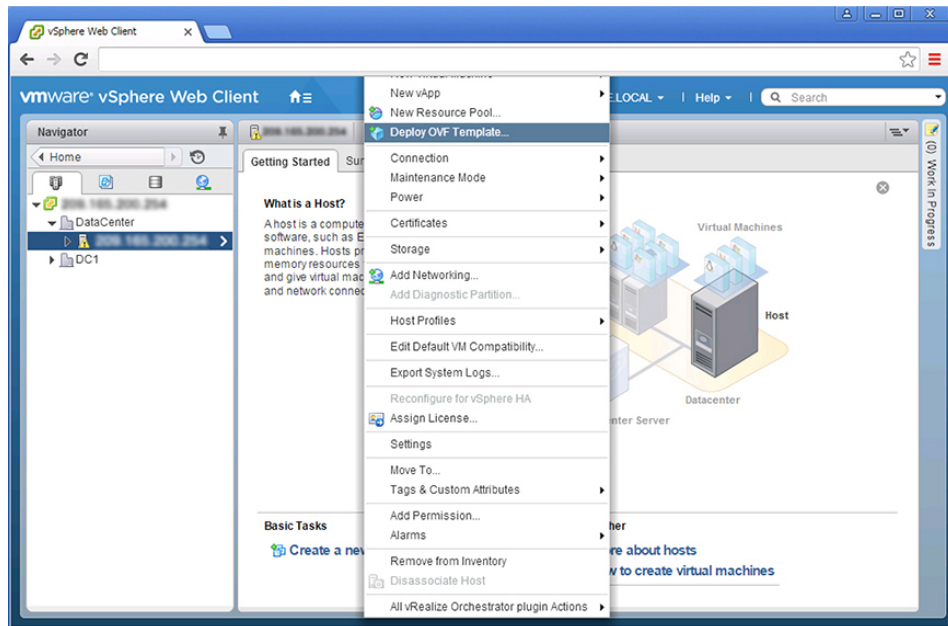 vSphere Web Client
vmware® vSphere Web Client
E.LOCAL
Help
Search
Navigator
Home
DataCenter
DC1
Getting Started Sur
What is a Host?
A host is a compute
software, such as E
machines. Hosts pr
memory resources
and give virtual mac
and network connec
Virtual Machines
Host
Datacenter
nter Server
Basic Tasks
Create a nev
her
re about hosts
w to create virtual machines
New vApp
New Resource Pool...
Deploy OVF Template...
Connection
Maintenance Mode
Power
Certificates
Storage
Add Networking...
Add Diagnostic Partition...
Host Profiles
Edit Default VM Compatibility...
Export System Logs...
Reconfigure for vSphere HA
Assign License...
Settings
Move To...
Tags & Custom Attributes
Add Permission...
Alarms
Remove from Inventory
Disassociate Host
All vRealize Orchestrator plugin Actions
(0) Work In Progress